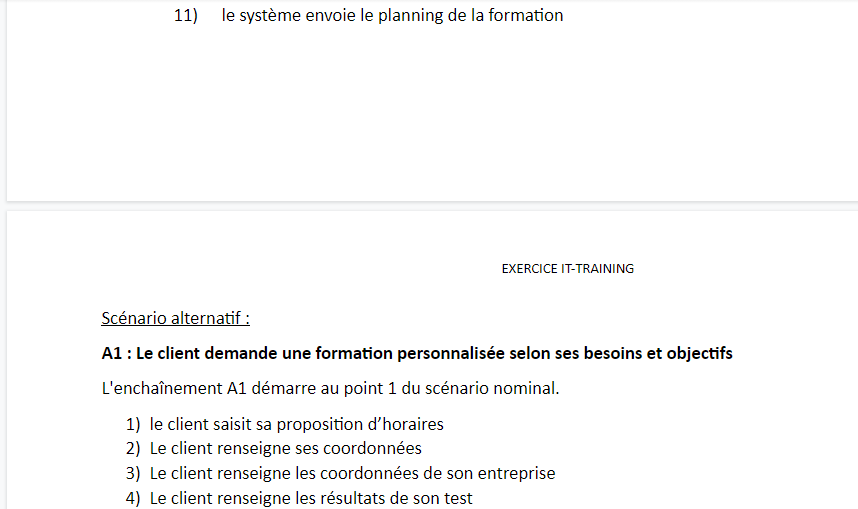 11) le système envoie le planning de la formation
EXERCICE IT-TRAINING
Scénario alternatif :
A1 : Le client demande une formation personnalisée selon ses besoins et objectifs
L'enchaînement A1 démarre au point 1 du scénario nominal.
1) le client saisit sa proposition d’horaires
2) Le client renseigne ses coordonnées
3) Le client renseigne les coordonnées de son entreprise
4) Le client renseigne les résultats de son test